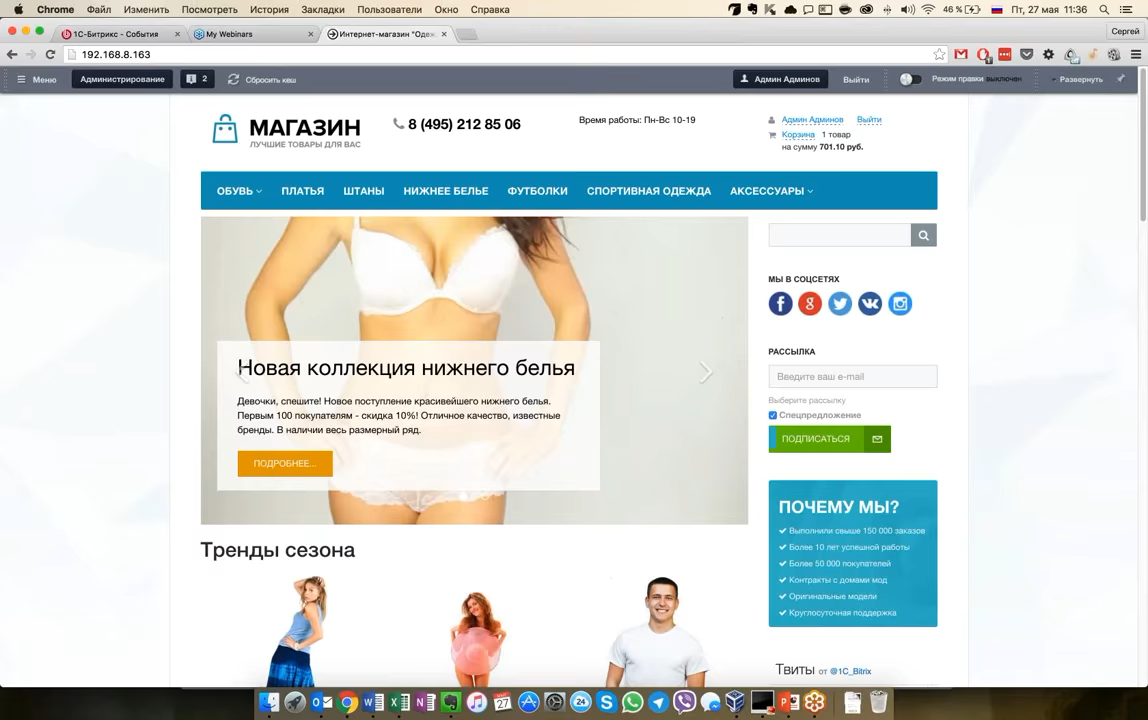 Chrome Файл Изменить Посмотреть История Закладки Пользователи Окно Справка
46 % Пт, 27 мая 11:36
1С-Битрикс - События
My Webinars
Интернет-магазин "Одеж
Сергей
192.168.8.163
Меню Администрирование 2 Сбросить кеш
Админ Админов Выйти Режим правки выключен Развернуть
МАГАЗИН
ЛУЧШИЕ ТОВАРЫ ДЛЯ ВАС
8 (495) 212 85 06
Время работы: Пн-Вс 10-19
Админ Админов Выйти
Корзина 1 товар
на сумму 701.10 руб.
ОБУВЬ ПЛАТЬЯ ШТАНЫ НИЖНЕЕ БЕЛЬЕ ФУТБОЛКИ СПОРТИВНАЯ ОДЕЖДА АКСЕССУАРЫ
Новая коллекция нижнего белья
Девочки, спешите! Новое поступление красивейшего нижнего белья.
Первым 100 покупателям - скидка 10%! Отличное качество, известные
бренды. В наличии весь размерный ряд.
ПОДРОБНЕЕ...
МЫ В СОЦСЕТЯХ
РАССЫЛКА
Введите ваш e-mail
Выберите рассылку
Спецпредложение
ПОДПИСАТЬСЯ
ПОЧЕМУ МЫ?
Выполнили свыше 150 000 заказов
Более 10 лет успешной работы
Более 50 000 покупателей
Контракты с домами мод
Оригинальные модели
Круглосуточная поддержка
Тренды сезона
Твиты от @1C_Bitrix